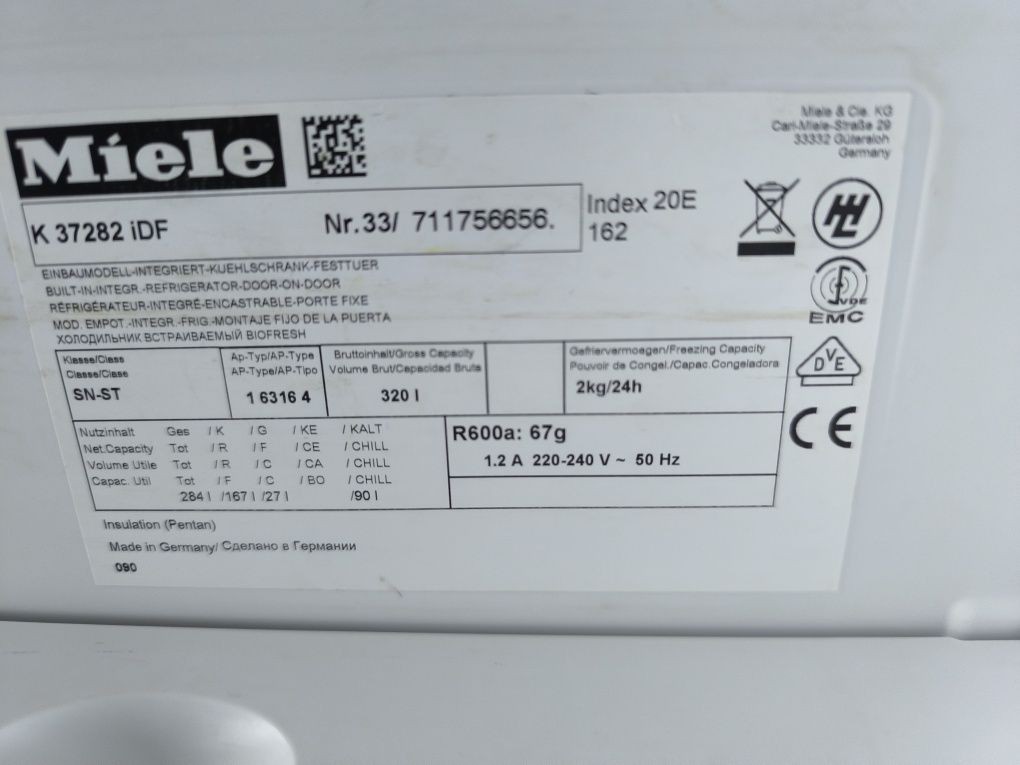 Miele
Miele & Cie. KG
Carl-Miele-Straße 29
33332 Gütersloh
Germany
K 37282 iDF Nr.33/ 711756656.
Index 20E
162
EINBAUMODELL-INTEGRIERT-KUEHLSCHRANK-FESTTUER
BUILT-IN-INTEGR.-REFRIGERATOR-DOOR-ON-DOOR
RÉFRIGÉRATEUR-INTEGRÉ-ENCASTRABLE-PORTE FIXE
MOD. EMPOT.-INTEGR.-FRIG.-MONTAJE FIJO DE LA PUERTA
ХОЛОДИЛЬНИК ВСТРАИВАЕМЫЙ BIOFRESH
VDE
EMC
Klasse/Class
Classe/Clase
SN-ST
Ap-Typ/AP-Type
AP-Type/AP-Tipo
1 6316 4
Bruttoinhalt/Gross Capacity
Volume Brut/Capacidad Bruta
320 l
Gefriervermoegen/Freezing Capacity
Pouvoir de Congel./Capac.Congeladora
2kg/24h
DVE
CE
Nutzinhalt Ges / K / G / KE / KALT
Net.Capacity Tot / R / F / CE / CHILL
Volume Utile Tot / R / C / CA / CHILL
Capac. Util Tot / F / C / BO / CHILL
284 l /167 l /27 l /90 l
R600a: 67g
1.2 A 220-240 V ~ 50 Hz
Insulation (Pentan)
Made in Germany/ Сделано в Германии
090